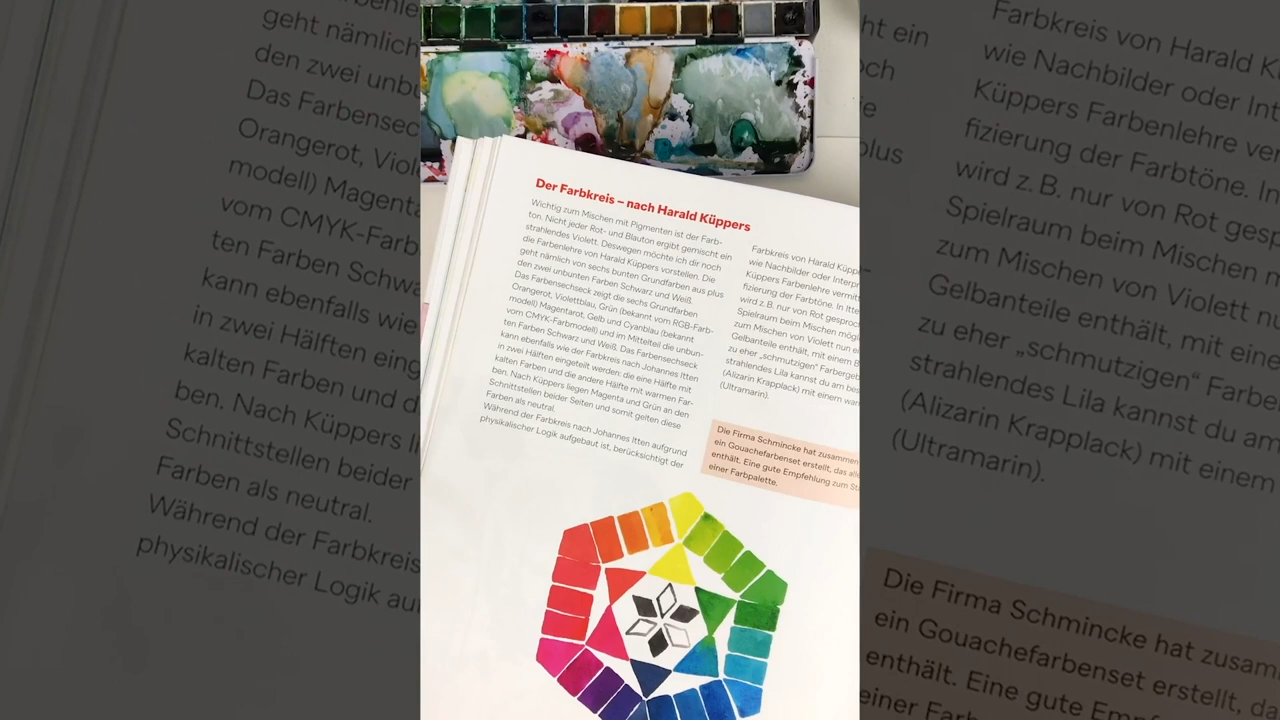 Der Farbkreis – nach Harald Küppers
Wichtig zum Mischen mit Pigmenten ist der Farb-
ton. Nicht jeder Rot- und Blauton ergibt gemischt ein
strahlendes Violett. Deswegen möchte ich dir noch
die Farbenlehre von Harald Küppers vorstellen. Die
geht nämlich von sechs bunten Grundfarben aus plus
den zwei unbunten Farben Schwarz und Weiß.
Das Farbensechseck zeigt die sechs Grundfarben
Orangerot, Violettblau, Grün (bekannt vom RGB-Farb-
modell) Magentarot, Gelb und Cyanblau (bekannt
vom CMYK-Farbmodell) und im Mittelteil die unbun-
ten Farben Schwarz und Weiß. Das Farbensechseck
kann ebenfalls wie der Farbkreis nach Johannes Itten
in zwei Hälften eingeteilt werden: die eine Hälfte mit
kalten Farben und die andere Hälfte mit warmen Far-
ben. Nach Küppers liegen Magenta und Grün an den
Schnittstellen beider Seiten und somit gelten diese
Farben als neutral.
Während der Farbkreis nach Johannes Itten aufgrund
physikalischer Logik aufgebaut ist, berücksichtigt der
Farbkreis von Harald Küppe
wie Nachbilder oder Interpr
Küppers Farbenlehre vermit
fizierung der Farbtöne. In Itte
wird z. B. nur von Rot gesproc
Spielraum beim Mischen mögl
zum Mischen von Violett nun e
Gelbanteile enthält, mit einem B
zu eher „schmutzigen“ Farbergeb
strahlendes Lila kannst du am bes
(Alizarin Krapplack) mit einem war
(Ultramarin).
Die Firma Schmincke hat zusammen
ein Gouachefarbenset erstellt, das alle
enthält. Eine gute Empfehlung zum Sta
einer Farbpalette.